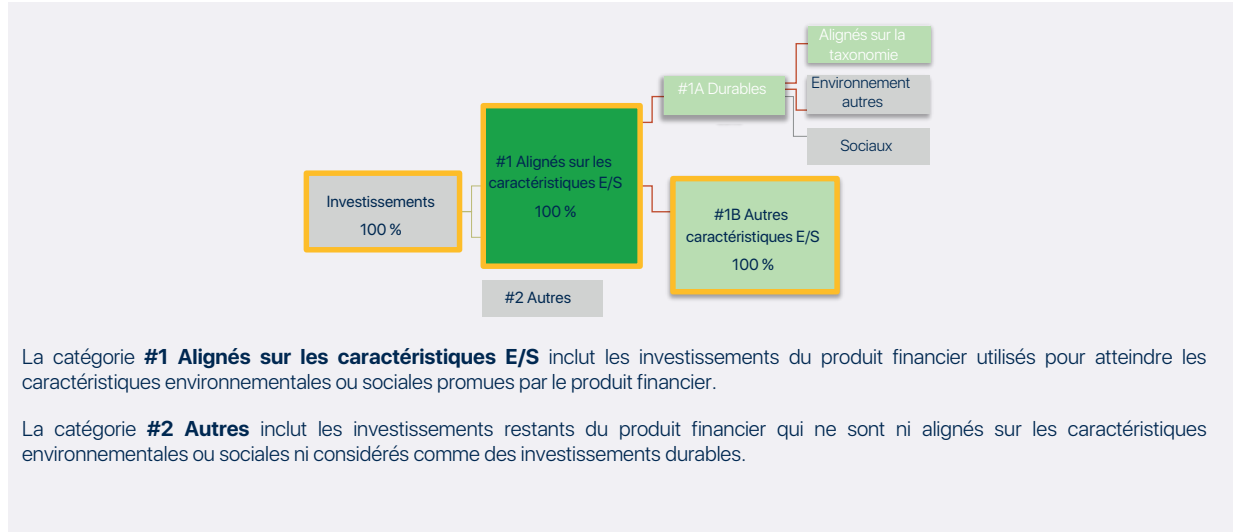 Alignés sur la
taxonomie
#1A Durables
Environnement
autres
Sociaux
#1 Alignés sur les
caractéristiques E/S
100 %
Investissements
100 %
#1B Autres
caractéristiques E/S
100 %
#2 Autres
La catégorie #1 Alignés sur les caractéristiques E/S inclut les investissements du produit financier utilisés pour atteindre les
caractéristiques environnementales ou sociales promues par le produit financier.
La catégorie #2 Autres inclut les investissements restants du produit financier qui ne sont ni alignés sur les caractéristiques
environnementales ou sociales ni considérés comme des investissements durables.